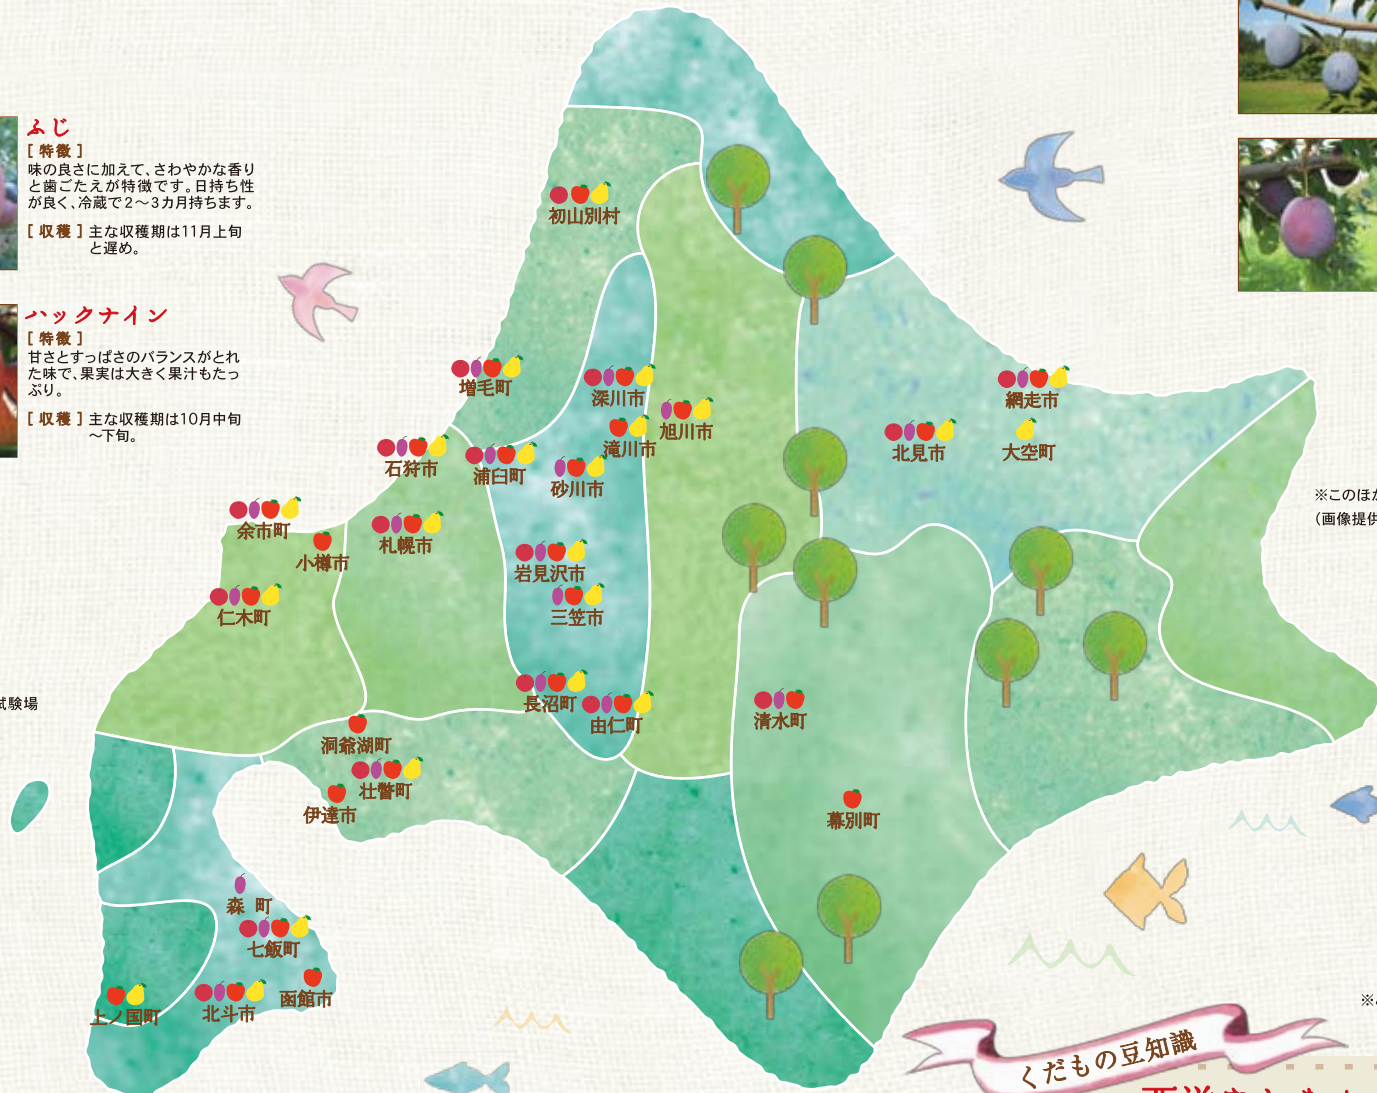 ふじ
[特徴]
味の良さに加えて、さわやかな香り
と歯ごたえが特徴です。日持ち性
が良く、冷蔵で2〜3カ月持ちます。
[収穫] 主な収穫期は11月上旬
と遅め。
ハックナイン
[特徴]
甘さとすっぱさのバランスがとれ
た味で、果実は大きく果汁もたっ
ぷり。
[収穫] 主な収穫期は10月中旬
〜下旬。
初山別村
増毛町
深川市
旭川市
滝川市
石狩市
浦臼町
砂川市
網走市
北見市
大空町
余市町
小樽市
札幌市
岩見沢市
仁木町
三笠市
長沼町
由仁町
清水町
洞爺湖町
壮瞥町
伊達市
幕別町
森 町
七飯町
函館市
北斗市
上ノ国町
※このほか
(画像提供
試験場
くだもの豆知識